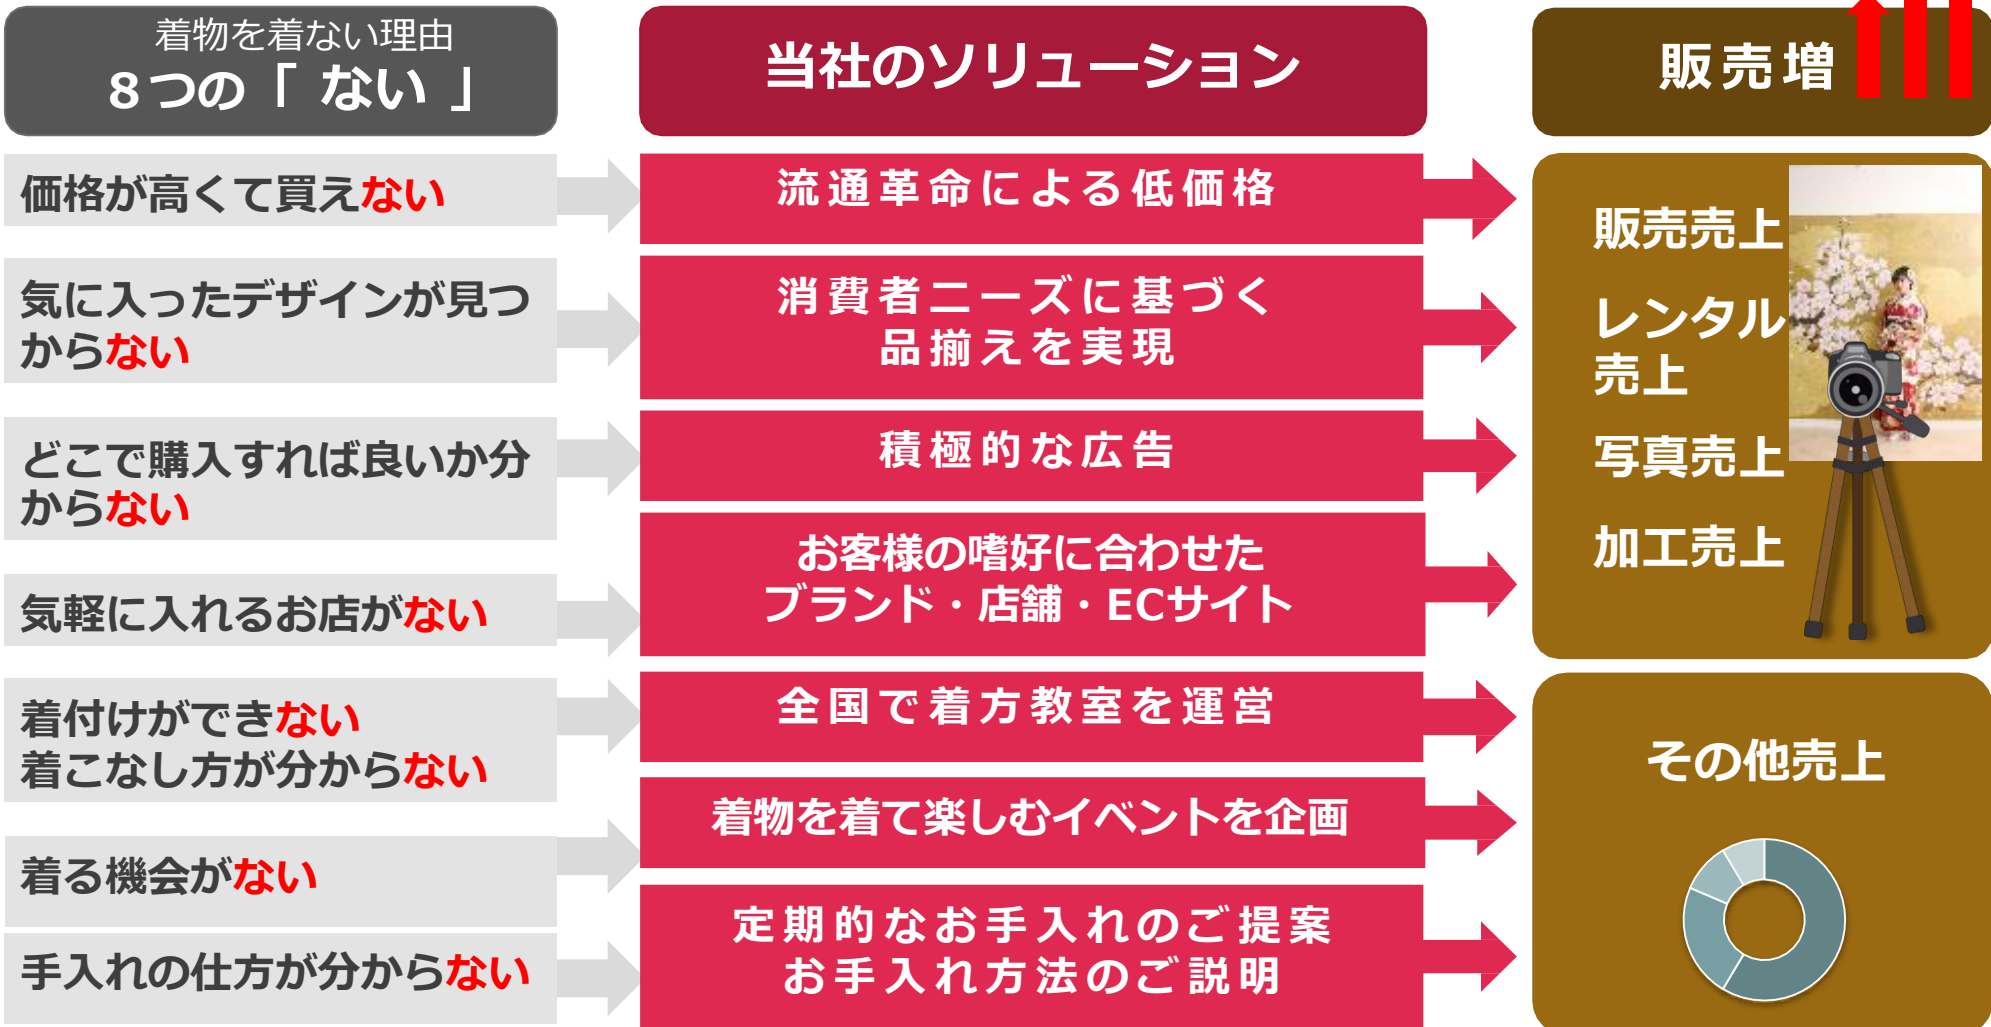 着物を着ない理由
8つの「 ない 」
価格が高くて買えない
気に入ったデザインが見つ
からない
どこで購入すれば良いか分
からない
気軽に入れるお店がない
着付けができない
着こなし方が分からない
着る機会がない
手入れの仕方が分からない
当社のソリューション
流通革命による低価格
消費者ニーズに基づく
品揃えを実現
積極的な広告
お客様の嗜好に合わせた
ブランド・店舗・ECサイト
全国で着方教室を運営
着物を着て楽しむイベントを企画
定期的なお手入れのご提案
お手入れ方法のご説明
販売増
販売売上
レンタル
売上
写真売上
加工売上
その他売上